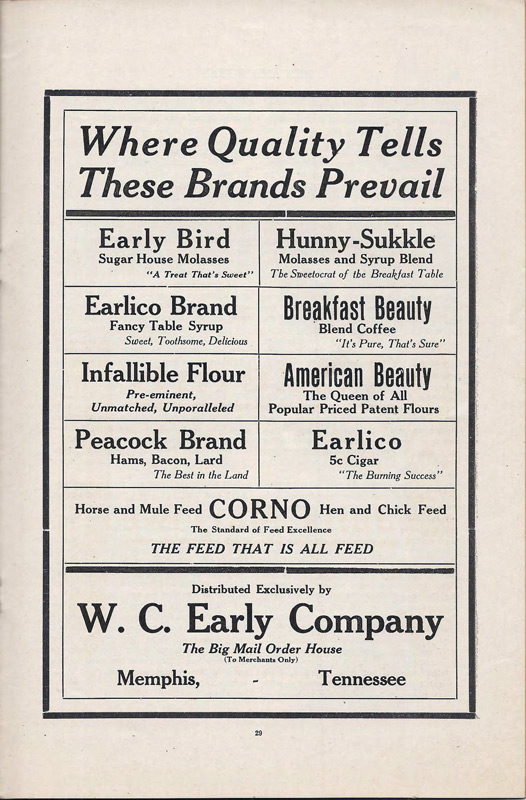 Where Quality Tells
These Brands Prevail
Early Bird
Sugar House Molasses
"A Treat That's Sweet"
Hunny-Sukkle
Molasses and Syrup Blend
The Sweetocrat of the Breakfast Table
Earlico Brand
Fancy Table Syrup
Sweet, Toothsome, Delicious
Breakfast Beauty
Blend Coffee
"It's Pure, That's Sure"
Infallible Flour
Pre-eminent,
Unmatched, Unporalleled
American Beauty
The Queen of All
Popular Priced Patent Flours
Peacock Brand
Hams, Bacon, Lard
The Best in the Land
Earlico
5c Cigar
"The Burning Success"
Horse and Mule Feed CORNO Hen and Chick Feed
The Standard of Feed Excellence
THE FEED THAT IS ALL FEED
Distributed Exclusively by
W. C. Early Company
The Big Mail Order House
(To Merchants Only)
Memphis, - Tennessee
29